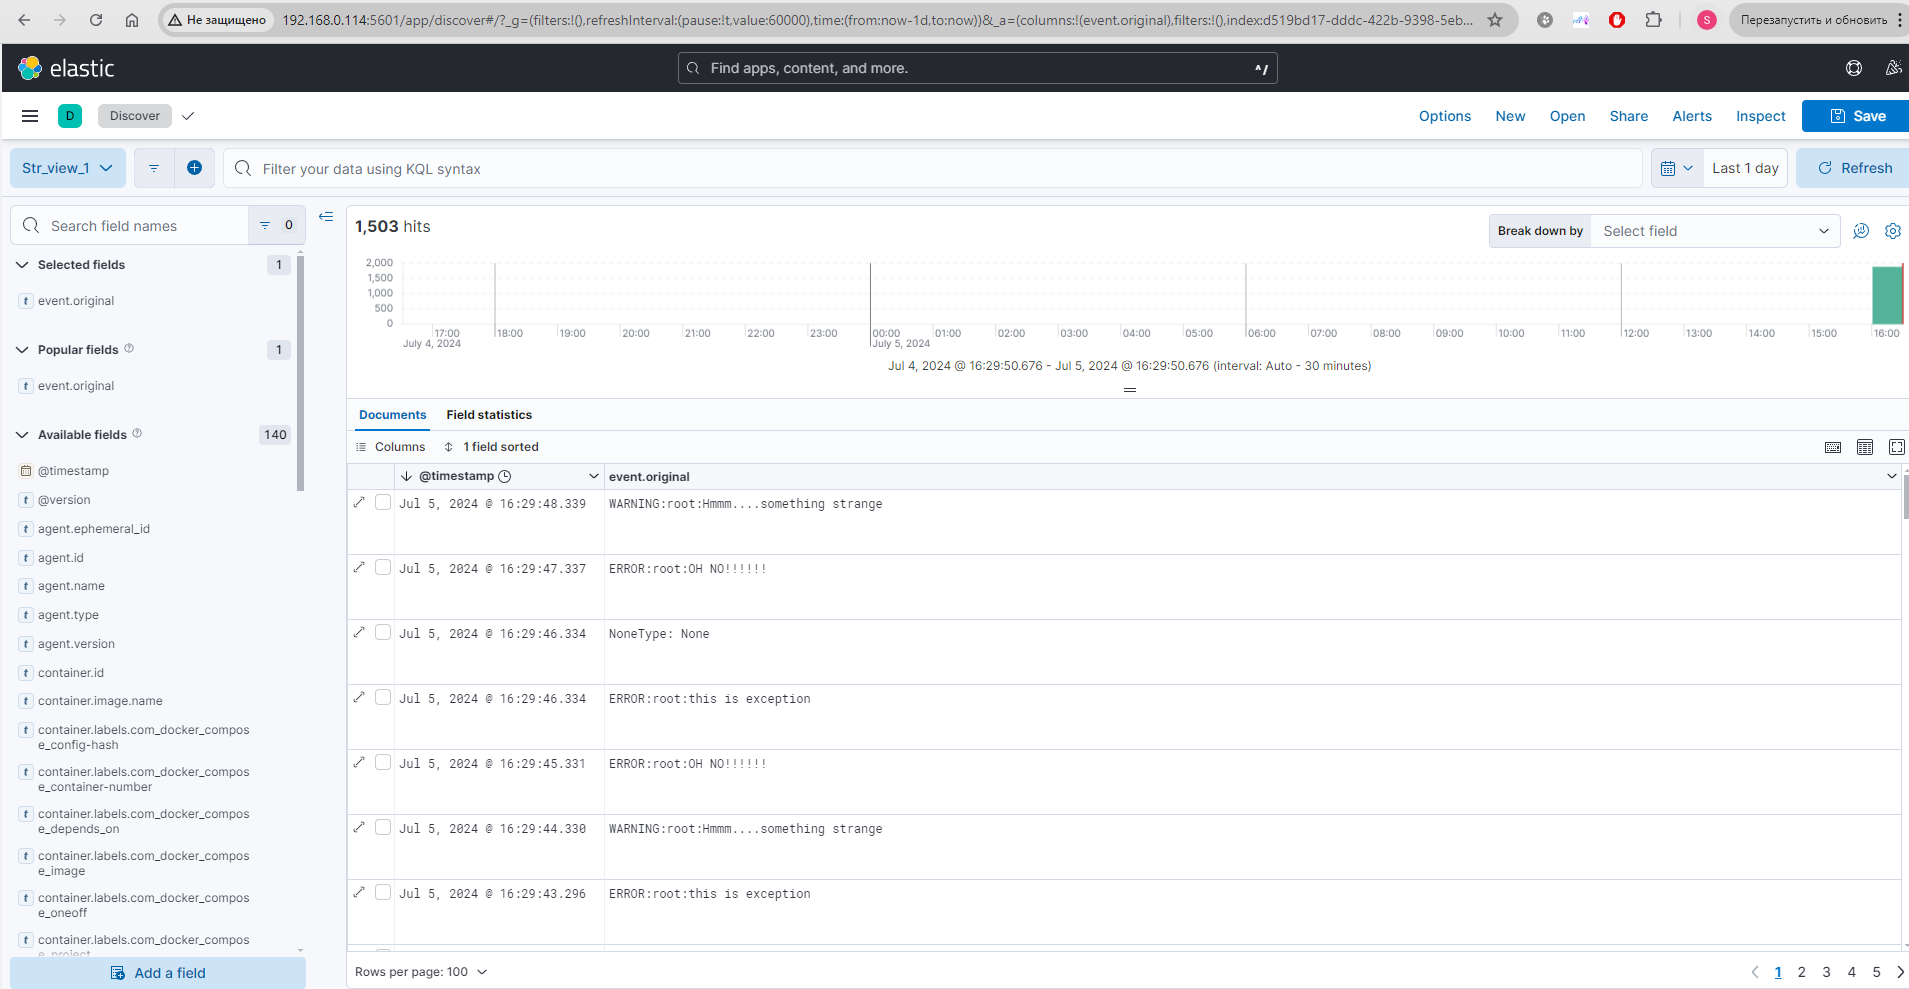 Не защищено 192.168.0.114:5601/app/discover#/?_g=(filters:!(),refreshInterval:(pause:!t,value:60000),time:(from:now-1d,to:now))&_a=(columns:!(event.original),filters:!(),index:d519bd17-dddc-422b-9398-5eb... S Перезапустить и обновить
elastic Find apps, content, and more. ^/
D Discover Options New Open Share Alerts Inspect Save
Str_view_1 Filter your data using KQL syntax Last 1 day Refresh
Search field names 0
Selected fields 1
t event.original
Popular fields 1
t event.original
Available fields 140
@timestamp
t @version
t agent.ephemeral_id
t agent.id
t agent.name
t agent.type
t agent.version
t container.id
t container.image.name
t container.labels.com_docker_compos
e_config-hash
t container.labels.com_docker_compos
e_container-number
t container.labels.com_docker_compos
e_depends_on
t container.labels.com_docker_compos
e_image
t container.labels.com_docker_compos
e_oneoff
t container.labels.com_docker_compos
e_project
Add a field
1,503 hits
Break down by Select field
2,000
1,500
1,000
500
0
17:00 18:00 19:00 20:00 21:00 22:00 23:00 00:00 01:00 02:00 03:00 04:00 05:00 06:00 07:00 08:00 09:00 10:00 11:00 12:00 13:00 14:00 15:00 16:00
July 4, 2024 July 5, 2024
Jul 4, 2024 @ 16:29:50.676 - Jul 5, 2024 @ 16:29:50.676 (interval: Auto - 30 minutes)
Documents Field statistics
Columns 1 field sorted
@timestamp event.original
Jul 5, 2024 @ 16:29:48.339 WARNING:root:Hmmm....something strange
Jul 5, 2024 @ 16:29:47.337 ERROR:root:OH NO!!!!!!
Jul 5, 2024 @ 16:29:46.334 NoneType: None
Jul 5, 2024 @ 16:29:46.334 ERROR:root:this is exception
Jul 5, 2024 @ 16:29:45.331 ERROR:root:OH NO!!!!!!
Jul 5, 2024 @ 16:29:44.330 WARNING:root:Hmmm....something strange
Jul 5, 2024 @ 16:29:43.296 ERROR:root:this is exception
Rows per page: 100 1 2 3 4 5